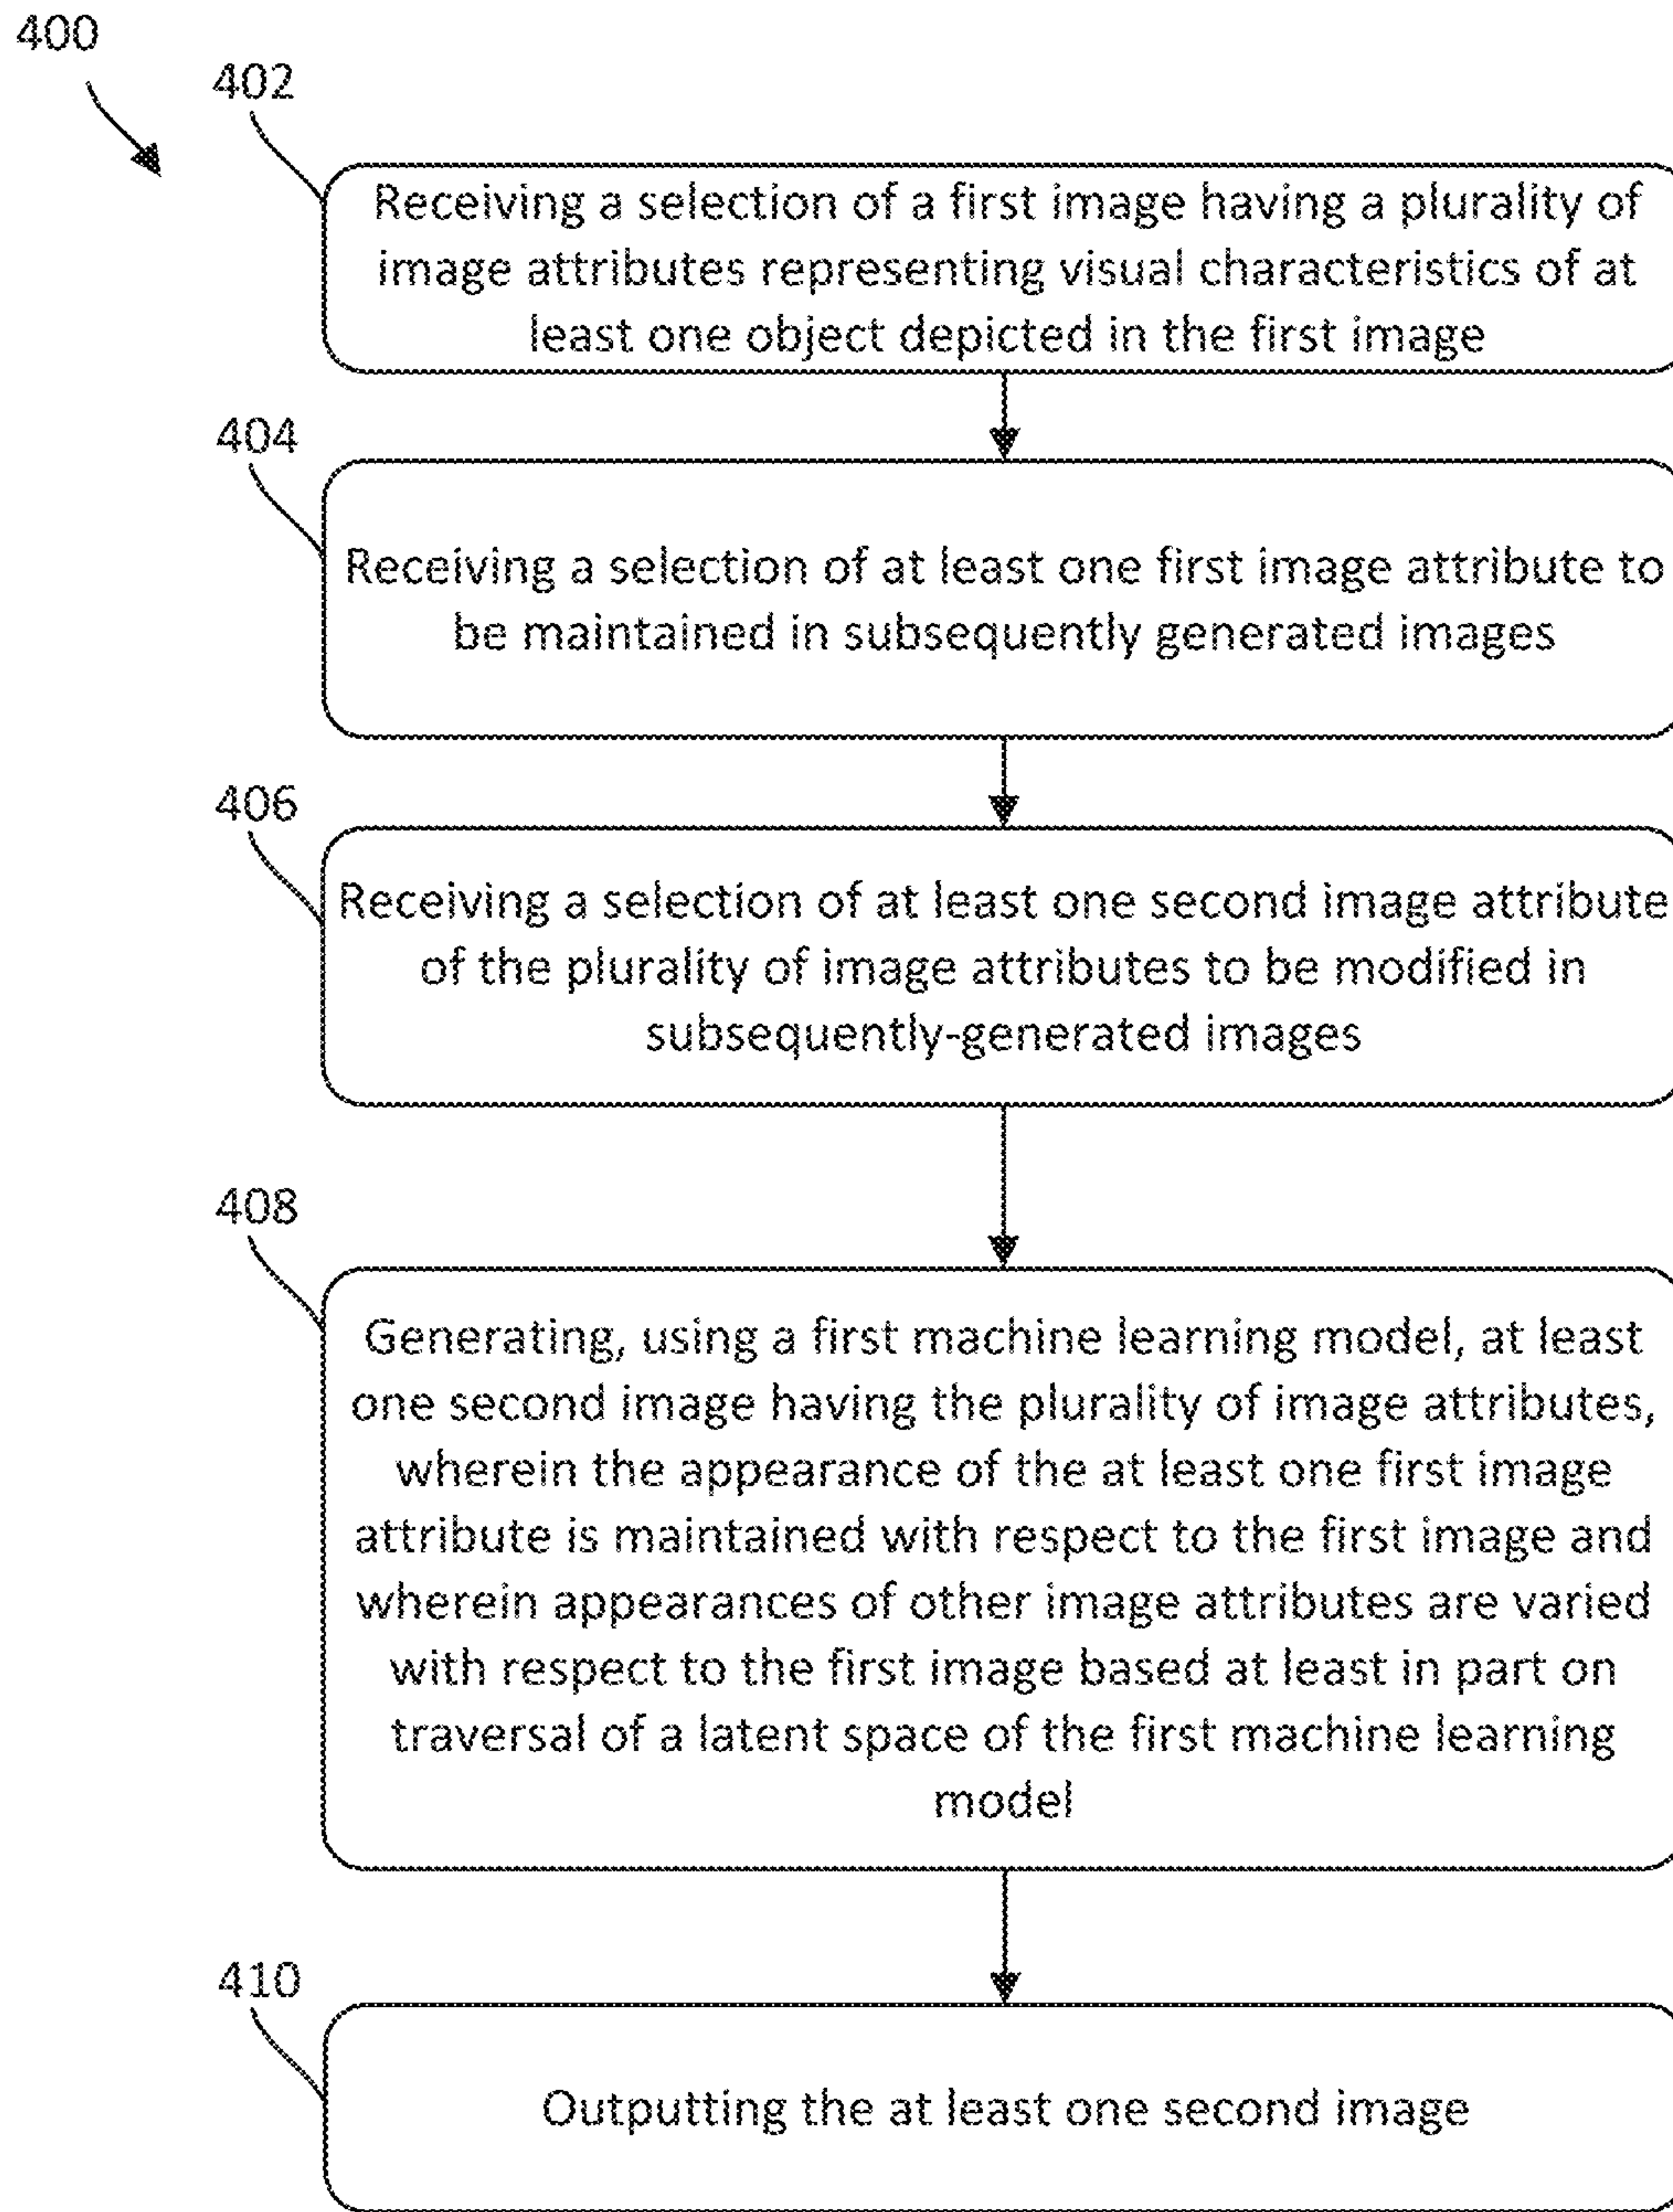 400
402
Receiving a selection of a first image having a plurality of
image attributes representing visual characteristics of at
least one object depicted in the first image
404
Receiving a selection of at least one first image attribute to
be maintained in subsequently generated images
406
Receiving a selection of at least one second image attribute
of the plurality of image attributes to be modified in
subsequently-generated images
408
Generating, using a first machine learning model, at least
one second image having the plurality of image attributes,
wherein the appearance of the at least one first image
attribute is maintained with respect to the first image and
wherein appearances of other image attributes are varied
with respect to the first image based at least in part on
traversal of a latent space of the first machine learning
model
410
Outputting the at least one second image